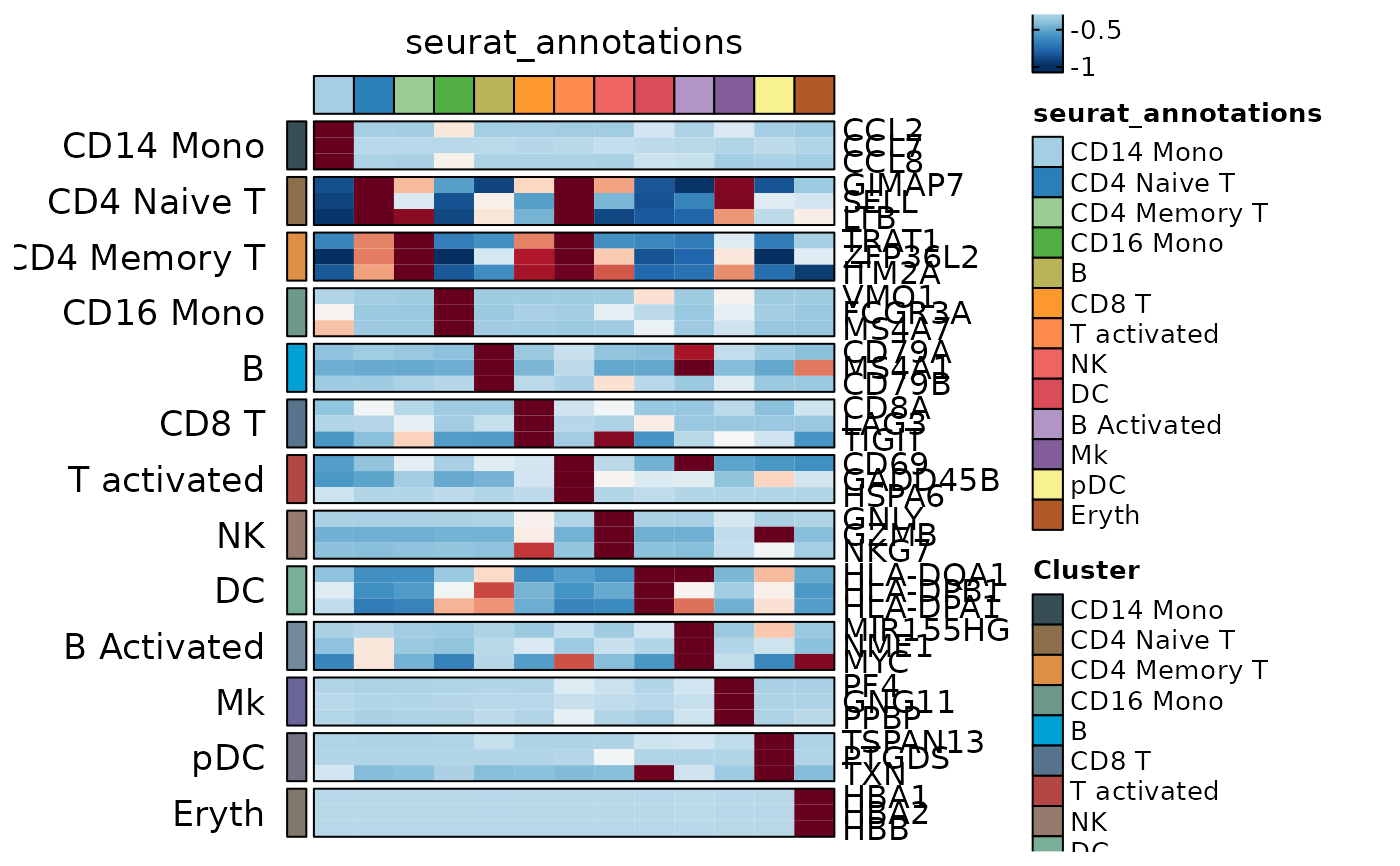 seurat_annotations
CD14 Mono
CD4 Naive T
CD4 Memory T
CD16 Mono
B
CD8 T
T activated
NK
DC
B Activated
Mk
pDC
Eryth
CCL2
CCL7
CCL8
GIMAP7
SELL
LTB
TRAT1
ZFP36L2
ITM2A
VMO1
FCGR3A
MS4A7
CD79A
MS4A1
CD79B
CD8A
LAG3
TIGIT
CD69
GADD45B
HSPA6
GNLY
GZMB
NKG7
HLA-DQA1
HLA-DPB1
HLA-DPA1
MIR155HG
NME1
MYC
PF4
GNG11
PPBP
TSPAN13
PTGDS
TXN
HBA1
HBA2
HBB
-0.5
-1
seurat_annotations
CD14 Mono
CD4 Naive T
CD4 Memory T
CD16 Mono
B
CD8 T
T activated
NK
DC
B Activated
Mk
pDC
Eryth
Cluster
CD14 Mono
CD4 Naive T
CD4 Memory T
CD16 Mono
B
CD8 T
T activated
NK
DC